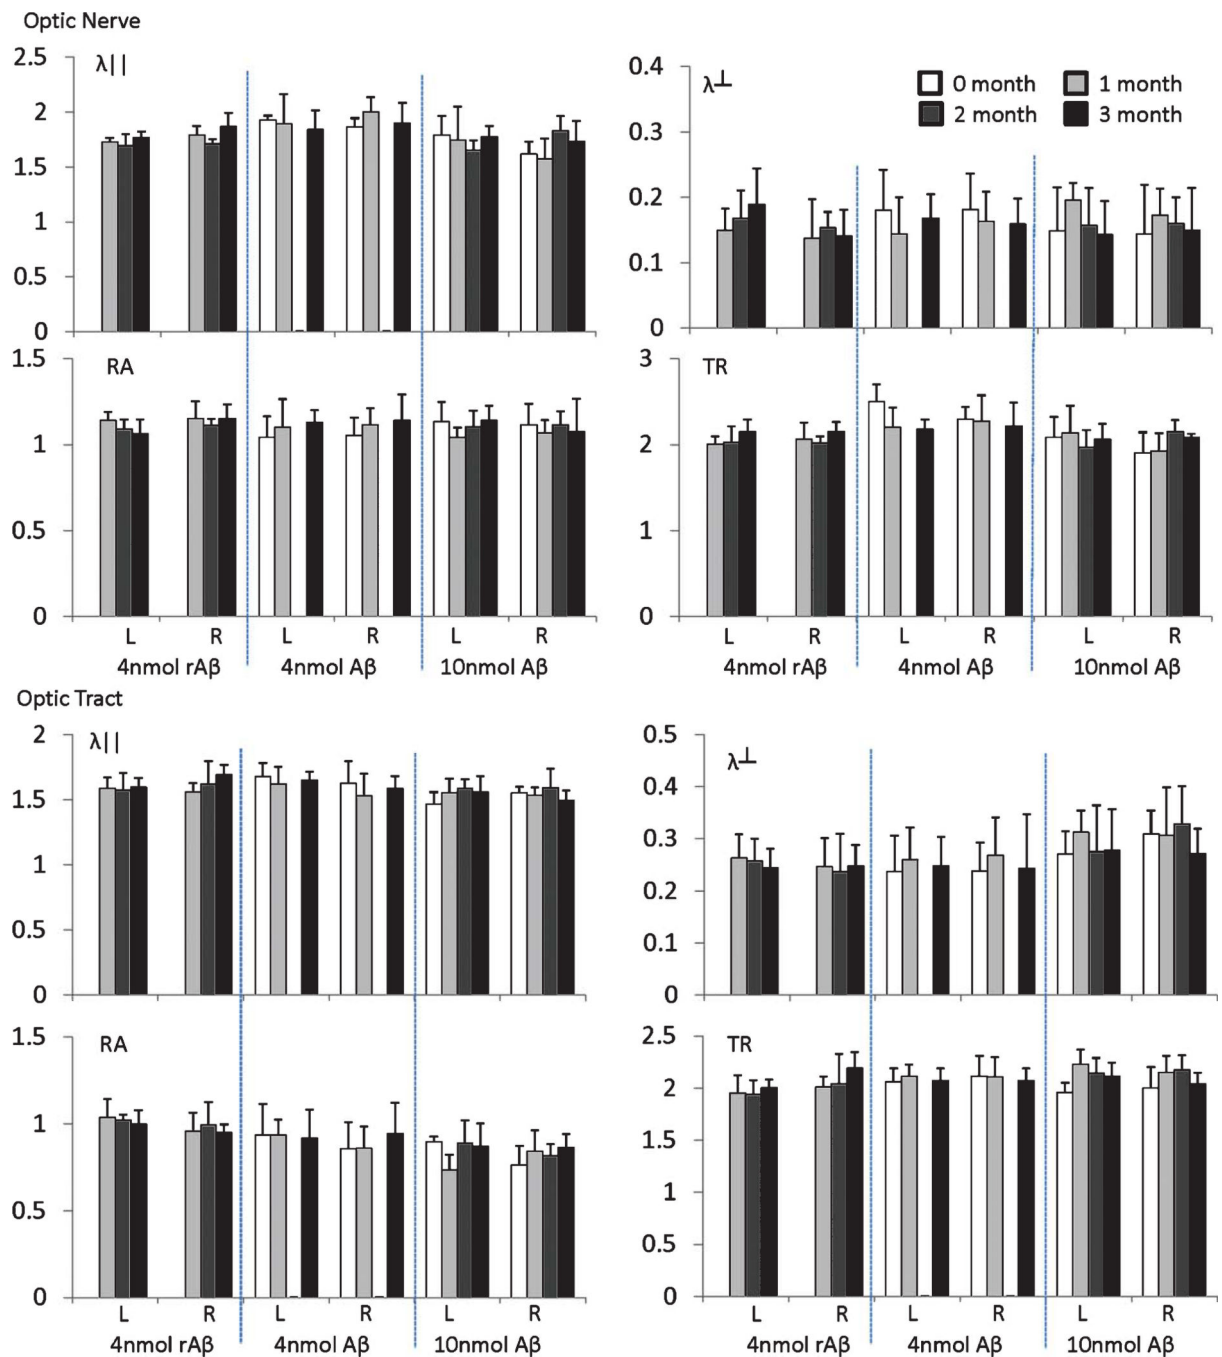 Optic Nerve
2.5
λ||
2
1.5
1
0.5
0
0.4
λ⊥
0 month
1 month
2 month
3 month
0.3
0.2
0.1
0
1.5
RA
1
0.5
0
L R L R L R
4nmol rAβ 4nmol Aβ 10nmol Aβ
3
TR
2
1
0
L R L R L R
4nmol rAβ 4nmol Aβ 10nmol Aβ
Optic Tract
2
λ||
1.5
1
0.5
0
0.5
λ⊥
0.4
0.3
0.2
0.1
0
1.5
RA
1
0.5
0
L R L R L R
4nmol rAβ 4nmol Aβ 10nmol Aβ
2.5
TR
2
1.5
1
0.5
0
L R L R L R
4nmol rAβ 4nmol Aβ 10nmol Aβ